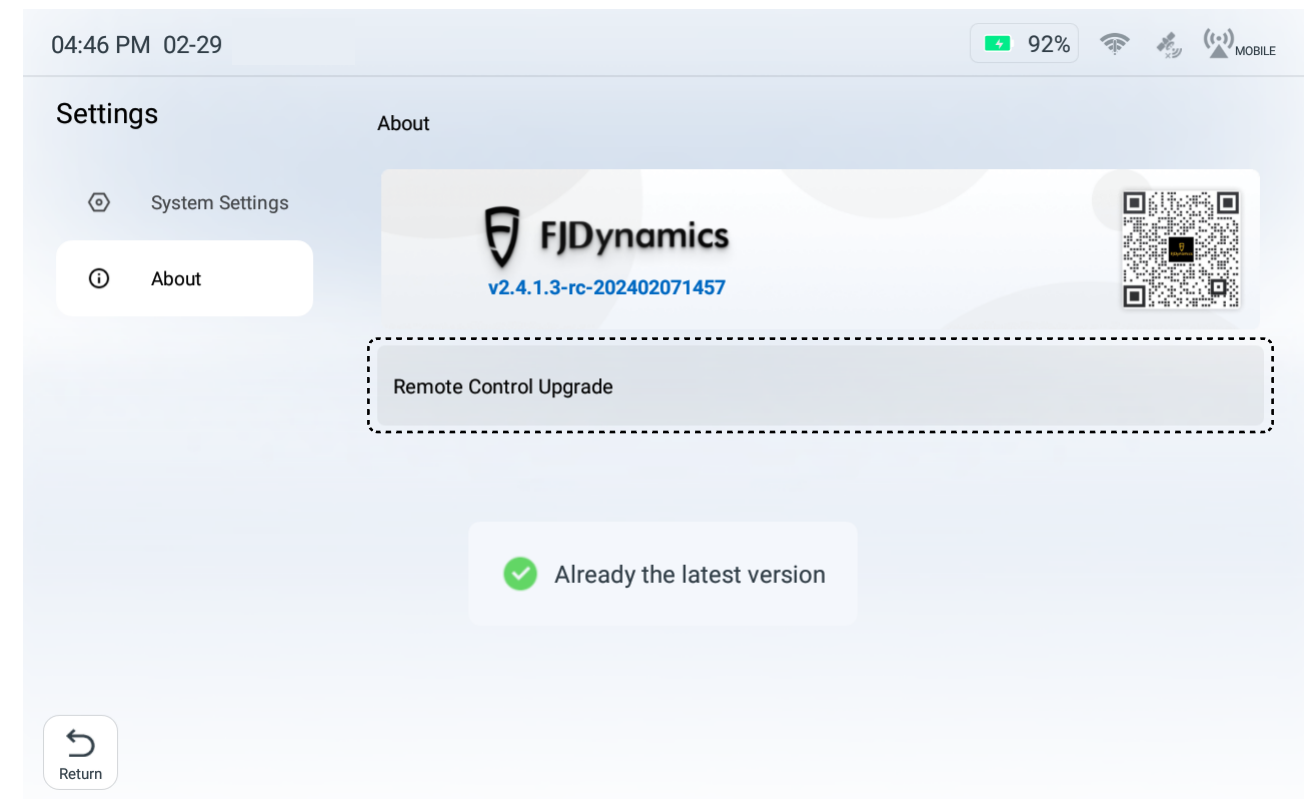 04:46 PM 02-29
92%
MOBILE
Settings
About
System Settings
About
FJDynamics
v2.4.1.3-rc-202402071457
Remote Control Upgrade
Already the latest version
Return